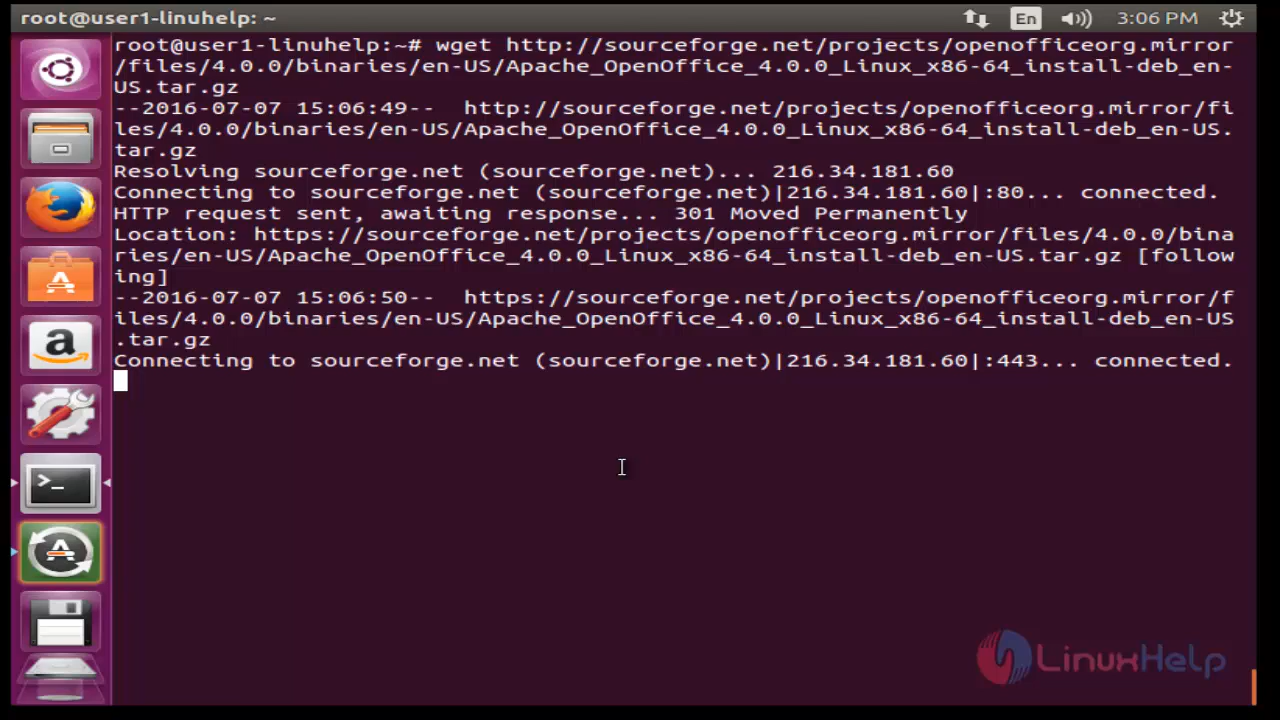 root@user1-linuhelp: ~
En
3:06 PM
root@user1-linuhelp:~# wget http://sourceforge.net/projects/openofficeorg.mirror
/files/4.0.0/binaries/en-US/Apache_OpenOffice_4.0.0_Linux_x86-64_install-deb_en-
US.tar.gz
--2016-07-07 15:06:49--  http://sourceforge.net/projects/openofficeorg.mirror/fi
les/4.0.0/binaries/en-US/Apache_OpenOffice_4.0.0_Linux_x86-64_install-deb_en-US.
tar.gz
Resolving sourceforge.net (sourceforge.net)... 216.34.181.60
Connecting to sourceforge.net (sourceforge.net)|216.34.181.60|:80... connected.
HTTP request sent, awaiting response... 301 Moved Permanently
Location: https://sourceforge.net/projects/openofficeorg.mirror/files/4.0.0/bina
ries/en-US/Apache_OpenOffice_4.0.0_Linux_x86-64_install-deb_en-US.tar.gz [follow
ing]
--2016-07-07 15:06:50--  https://sourceforge.net/projects/openofficeorg.mirror/f
iles/4.0.0/binaries/en-US/Apache_OpenOffice_4.0.0_Linux_x86-64_install-deb_en-US
.tar.gz
Connecting to sourceforge.net (sourceforge.net)|216.34.181.60|:443... connected.
LinuxHelp